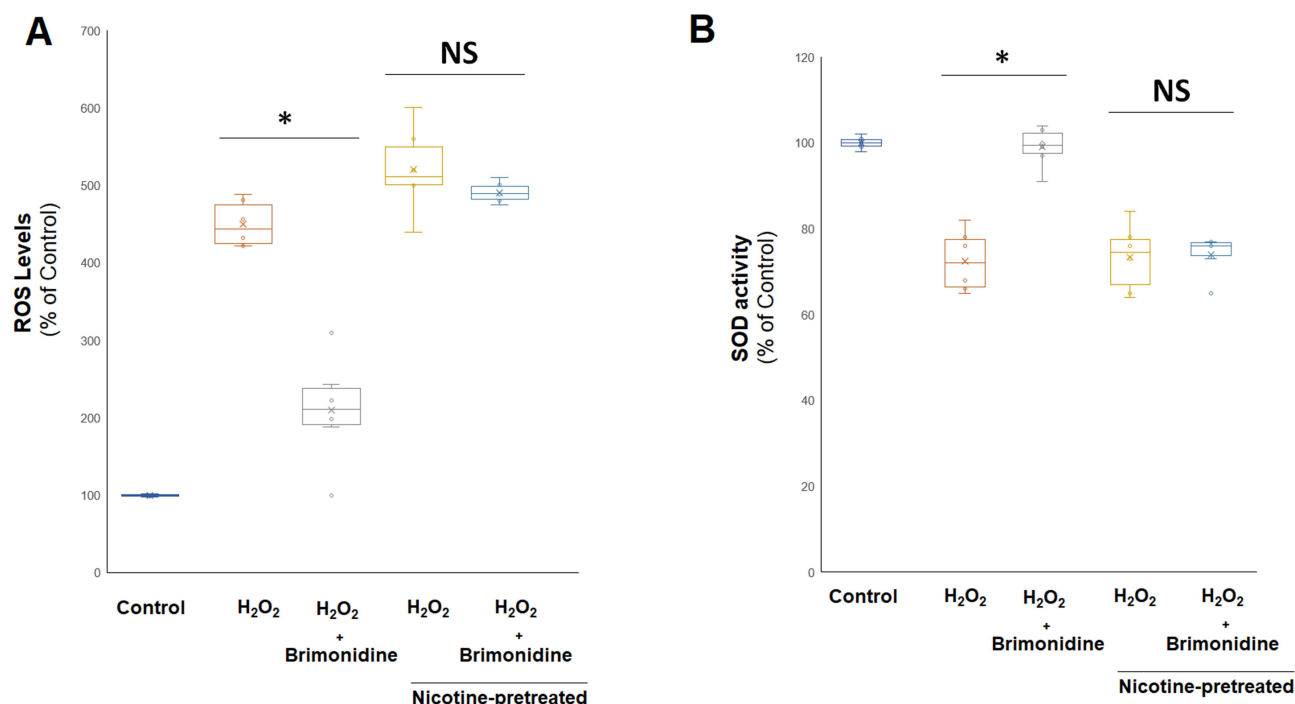 A
ROS Levels
(% of Control)
700
600
500
400
300
200
100
0
*
NS
Control
H₂O₂
H₂O₂
+
Brimonidine
H₂O₂
H₂O₂
+
Brimonidine
Nicotine-pretreated
B
SOD activity
(% of Control)
120
100
80
60
40
20
0
*
NS
Control
H₂O₂
H₂O₂
+
Brimonidine
H₂O₂
H₂O₂
+
Brimonidine
Nicotine-pretreated